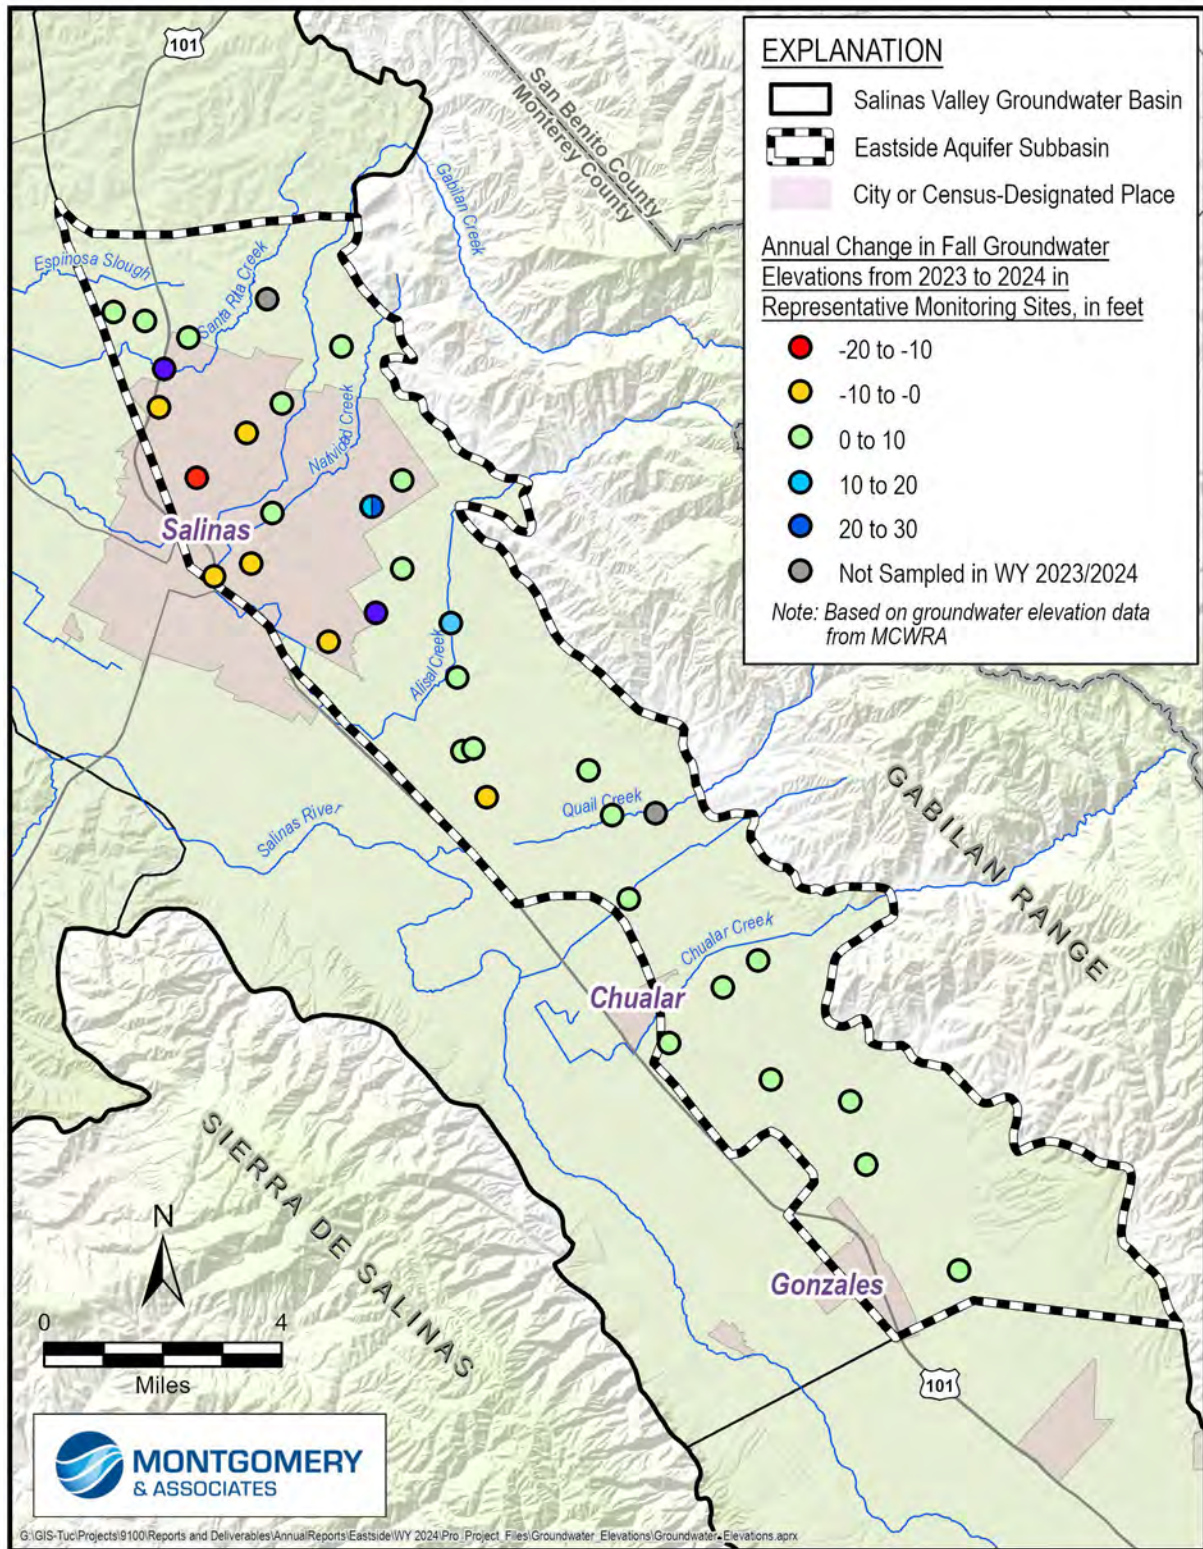 101
San Benito County
Monterey County
Gabilan Creek
Espinosa Slough
Santa Rita Creek
Natividad Creek
Salinas
Alisal Creek
Quail Creek
Salinas River
Chualar Creek
Chualar
GABILAN RANGE
SIERRA DE SALINAS
Gonzales
101
EXPLANATION
Salinas Valley Groundwater Basin
Eastside Aquifer Subbasin
City or Census-Designated Place
Annual Change in Fall Groundwater
Elevations from 2023 to 2024 in
Representative Monitoring Sites, in feet
-20 to -10
-10 to -0
0 to 10
10 to 20
20 to 30
Not Sampled in WY 2023/2024
Note: Based on groundwater elevation data
from MCWRA
N
0 4
Miles
MONTGOMERY
& ASSOCIATES
G:\GIS-Tuc\Projects\9100\Reports and Deliverables\AnnualReports\Eastside\WY 2024\Pro_Project_Files\Groundwater_Elevations\Groundwater_Elevations.aprx